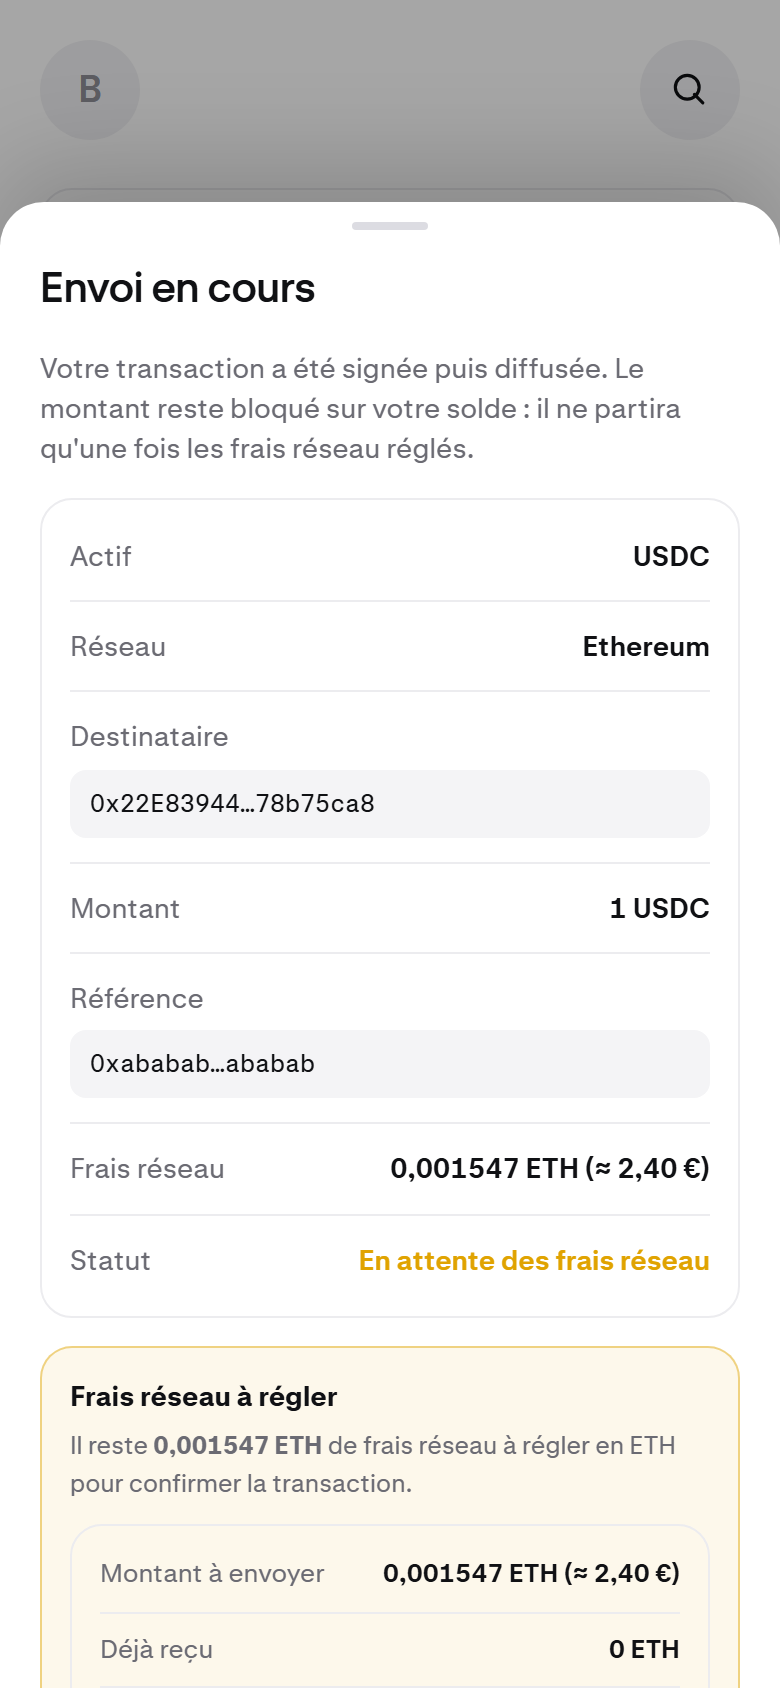 B
Envoi en cours
Votre transaction a été signée puis diffusée. Le
montant reste bloqué sur votre solde : il ne partira
qu'une fois les frais réseau réglés.
Actif USDC
Réseau Ethereum
Destinataire
0x22E83944…78b75ca8
Montant 1 USDC
Référence
0xababab…ababab
Frais réseau 0,001547 ETH (≈ 2,40 €)
Statut En attente des frais réseau
Frais réseau à régler
Il reste 0,001547 ETH de frais réseau à régler en ETH
pour confirmer la transaction.
Montant à envoyer 0,001547 ETH (≈ 2,40 €)
Déjà reçu 0 ETH